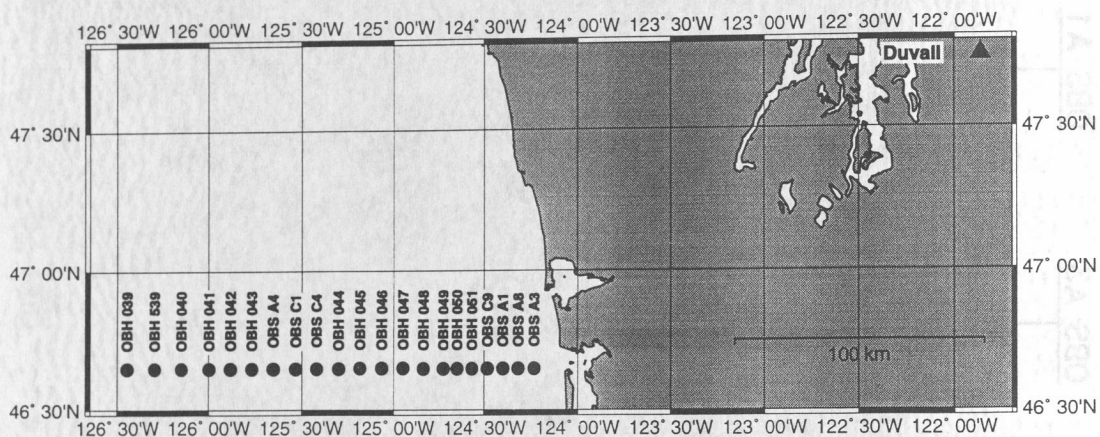 126° 30'W 126° 00'W 125° 30'W 125° 00'W 124° 30'W 124° 00'W 123° 30'W 123° 00'W 122° 30'W 122° 00'W
Duvall
47° 30'N 47° 30'N
47° 00'N 47° 00'N
OBH 039
OBH 539
OBH 040
OBH 041
OBH 042
OBH 043
OBS A4
OBS C1
OBS C4
OBH 044
OBH 045
OBH 046
OBH 047
OBH 048
OBH 049
OBH 050
OBH 051
OBS C9
OBS A1
OBS A8
OBS A3
100 km
46° 30'N 46° 30'N
126° 30'W 126° 00'W 125° 30'W 125° 00'W 124° 30'W 124° 00'W 123° 30'W 123° 00'W 122° 30'W 122° 00'W